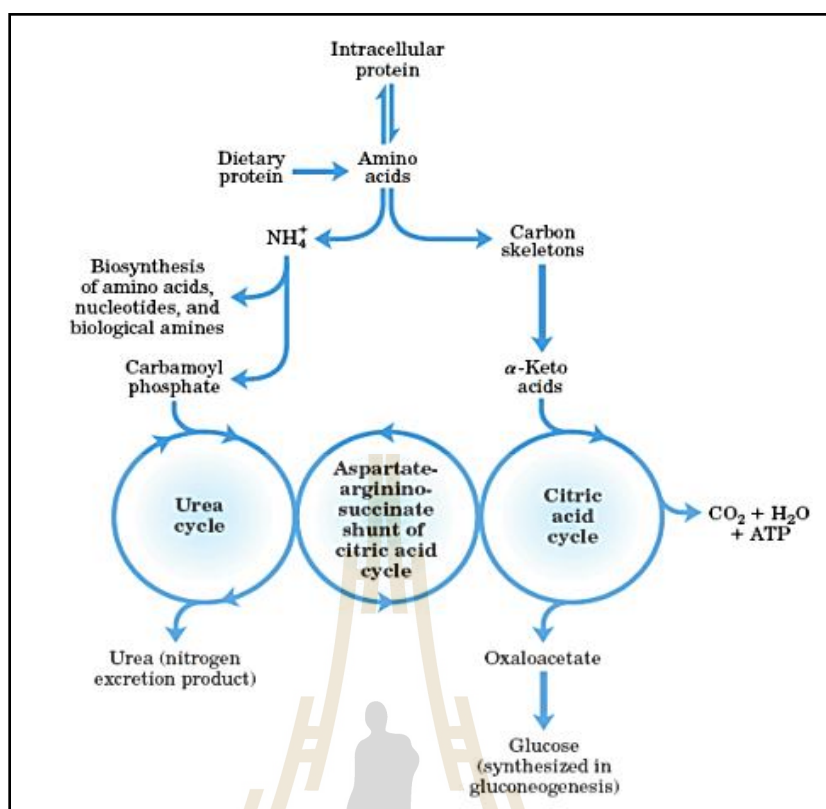 Intracellular
protein
Dietary
protein
Amino
acids
NH₄⁺
Carbon
skeletons
Biosynthesis
of amino acids,
nucleotides, and
biological amines
Carbamoyl
phosphate
α-Keto
acids
Urea
cycle
Aspartate-
arginino-
succinate
shunt of
citric acid
cycle
Citric
acid
cycle
CO₂ + H₂O
+ ATP
Urea (nitrogen
excretion product)
Oxaloacetate
Glucose
(synthesized in
gluconeogenesis)